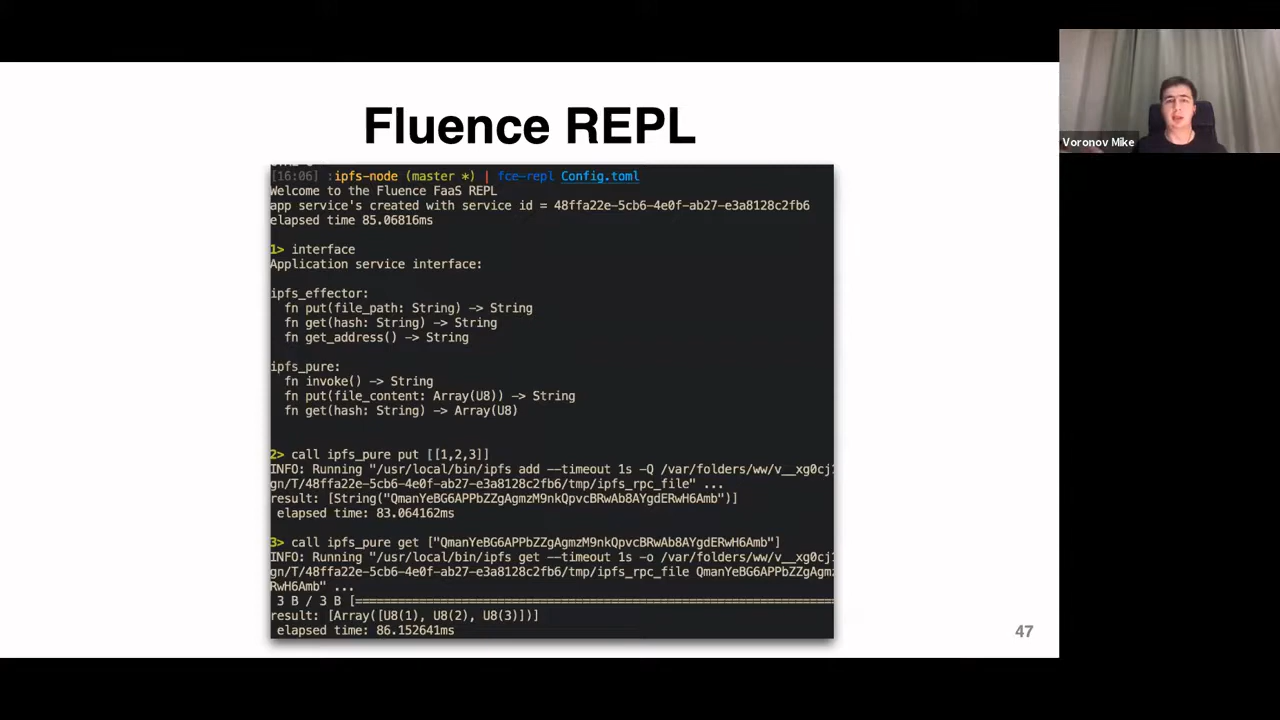 Fluence REPL
[16:06] :ipfs-node (master *) | fce-repl Config.toml
Welcome to the Fluence FaaS REPL
app service's created with service id = 48ffa22e-5cb6-4e0f-ab27-e3a8128c2fb6
elapsed time 85.06816ms
1> interface
Application service interface:
ipfs_effector:
fn put(file_path: String) -> String
fn get(hash: String) -> String
fn get_address() -> String
ipfs_pure:
fn invoke() -> String
fn put(file_content: Array(U8)) -> String
fn get(hash: String) -> Array(U8)
2> call ipfs_pure put [[1,2,3]]
INFO: Running "/usr/local/bin/ipfs add --timeout 1s -Q /var/folders/ww/v__xg0cj
gn/T/48ffa22e-5cb6-4e0f-ab27-e3a8128c2fb6/tmp/ipfs_rpc_file" ...
result: [String("QmanYeBG6APPbZZgAgmzM9nkQpvcBRwAb8AYgdERwH6Amb")]
elapsed time: 83.064162ms
3> call ipfs_pure get ["QmanYeBG6APPbZZgAgmzM9nkQpvcBRwAb8AYgdERwH6Amb"]
INFO: Running "/usr/local/bin/ipfs get --timeout 1s -o /var/folders/ww/v__xg0cj
gn/T/48ffa22e-5cb6-4e0f-ab27-e3a8128c2fb6/tmp/ipfs_rpc_file QmanYeBG6APPbZZgAgm
RwH6Amb" ...
3 B / 3 B [====================================================================
result: [Array([U8(1), U8(2), U8(3)])]
elapsed time: 86.152641ms
47
Voronov Mike